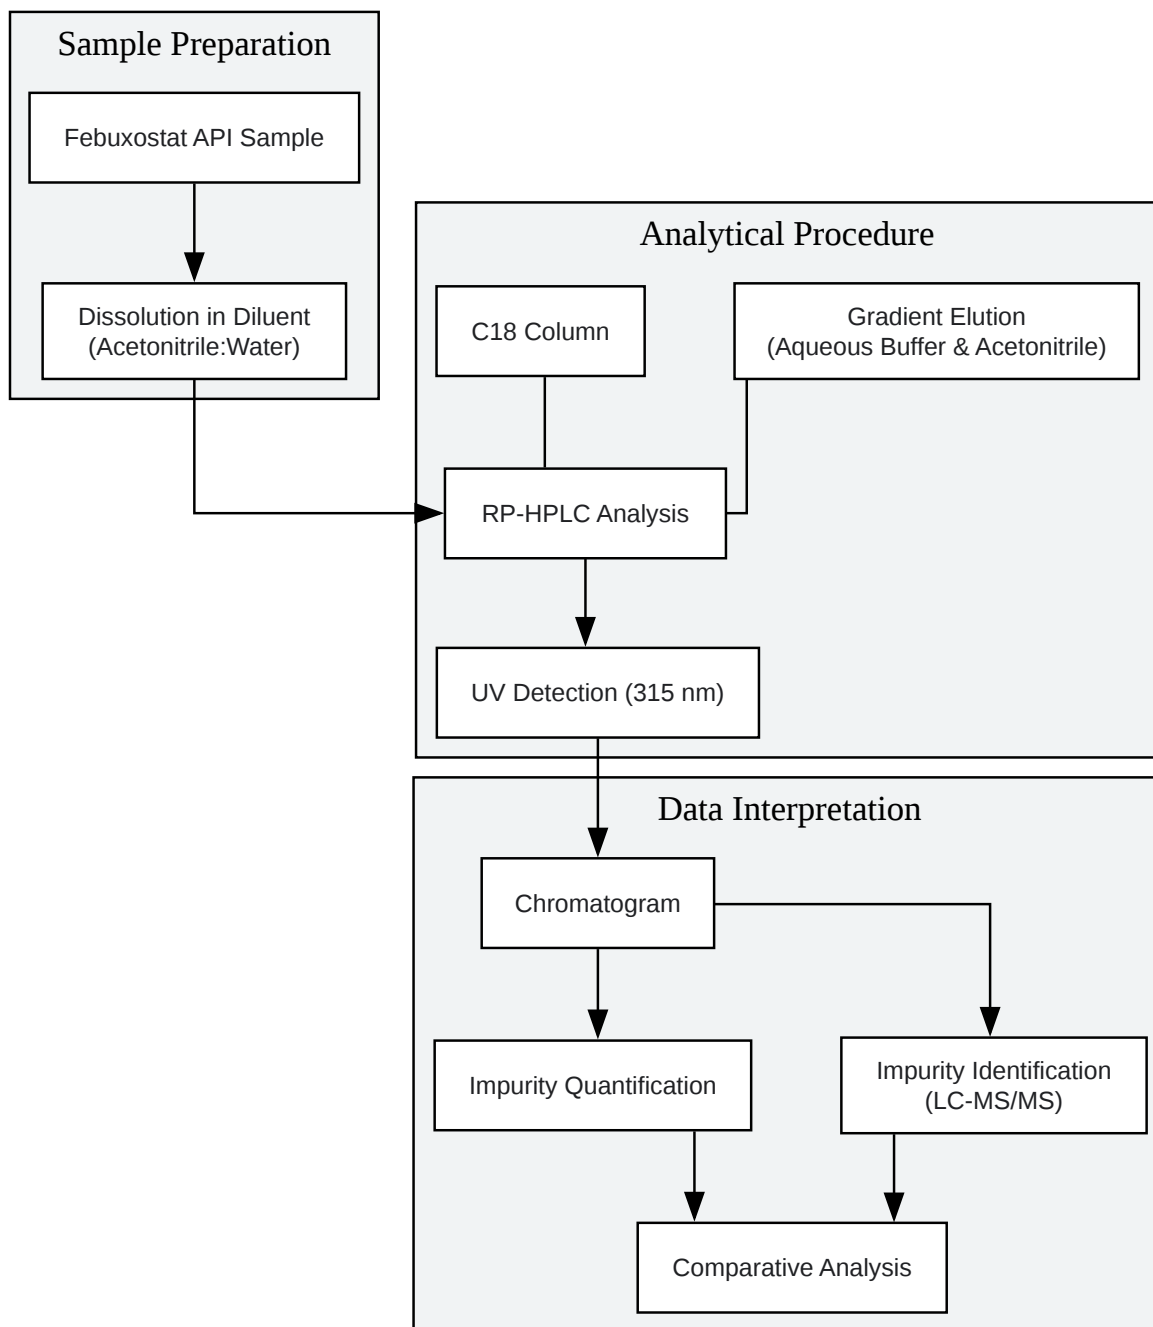 Sample Preparation
Febuxostat API Sample
Dissolution in Diluent
(Acetonitrile:Water)
Analytical Procedure
C18 Column
Gradient Elution
(Aqueous Buffer & Acetonitrile)
RP-HPLC Analysis
UV Detection (315 nm)
Data Interpretation
Chromatogram
Impurity Quantification
Impurity Identification
(LC-MS/MS)
Comparative Analysis